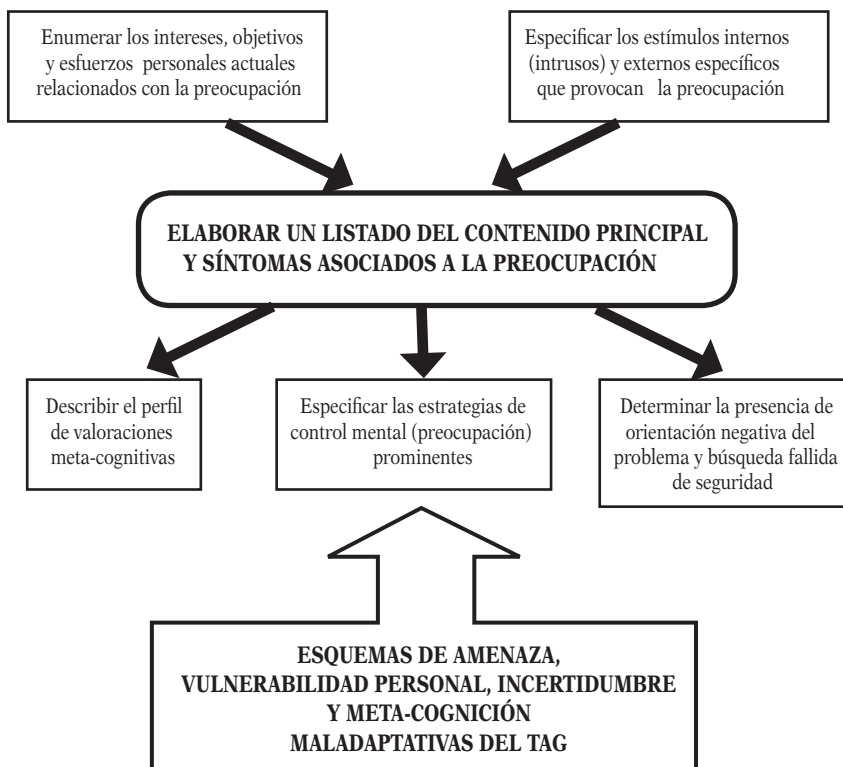 Enumerar los intereses, objetivos
y esfuerzos personales actuales
relacionados con la preocupación
Especificar los estímulos internos
(intrusos) y externos específicos
que provocan la preocupación
ELABORAR UN LISTADO DEL CONTENIDO PRINCIPAL
Y SÍNTOMAS ASOCIADOS A LA PREOCUPACIÓN
Describir el perfil
de valoraciones
meta-cognitivas
Especificar las estrategias de
control mental (preocupación)
prominentes
Determinar la presencia de
orientación negativa del
problema y búsqueda fallida
de seguridad
ESQUEMAS DE AMENAZA,
VULNERABILIDAD PERSONAL, INCERTIDUMBRE
Y META-COGNICIÓN
MALADAPTATIVAS DEL TAG